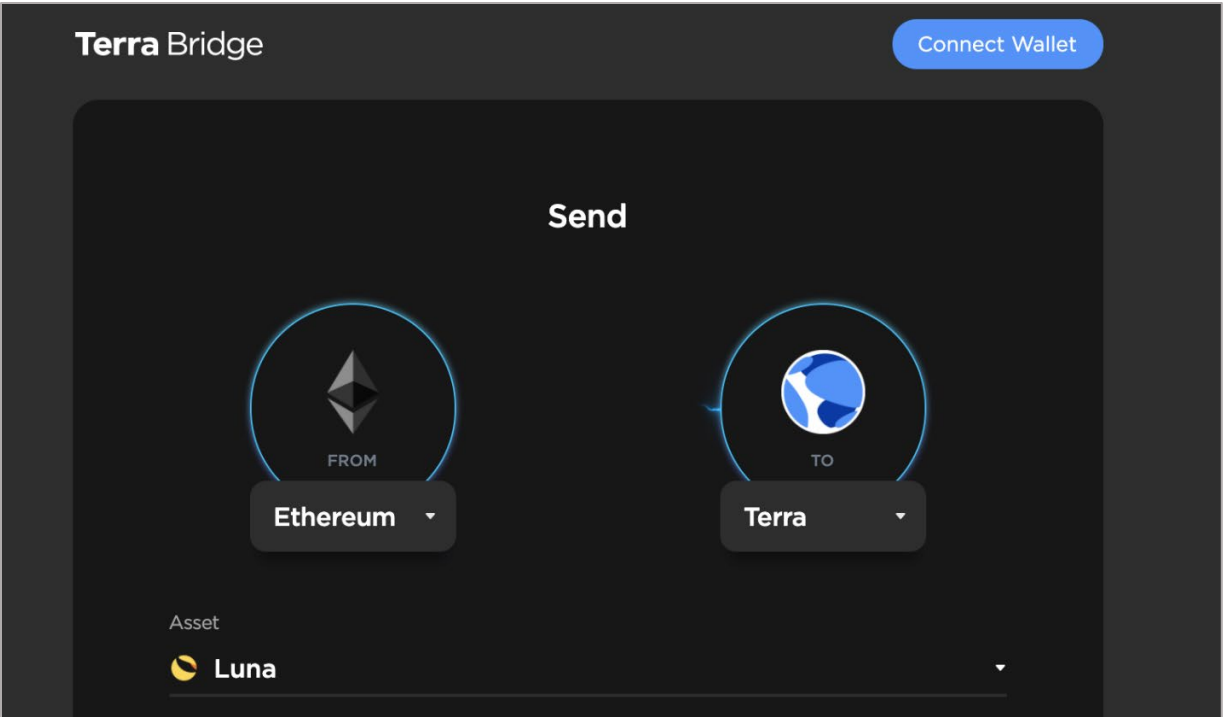 Terra Bridge
Connect Wallet
Send
FROM
TO
Ethereum
Terra
Asset
Luna